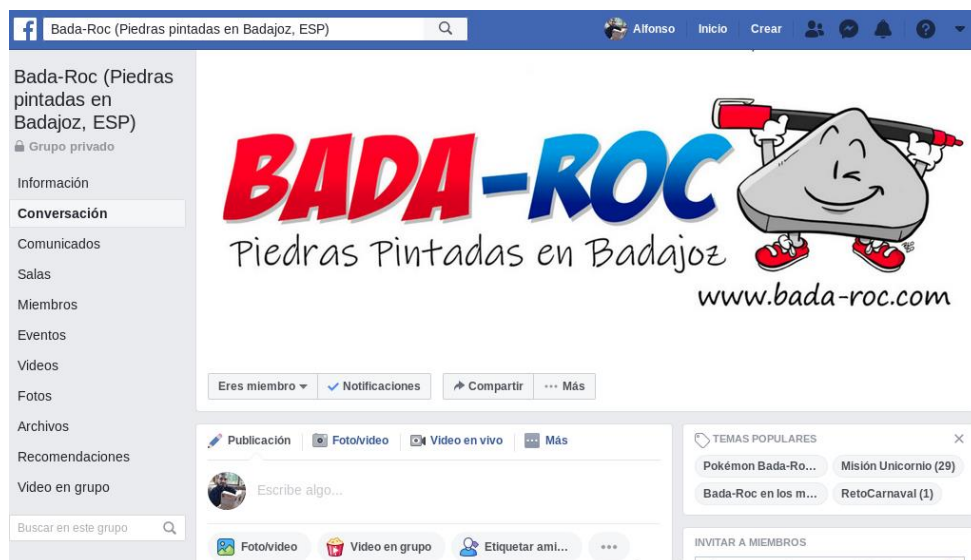 Bada-Roc (Piedras pintadas en Badajoz, ESP)
Alfonso Inicio Crear
Bada-Roc (Piedras
pintadas en
Badajoz, ESP)
Grupo privado
Información
Conversación
Comunicados
Salas
Miembros
Eventos
Videos
Fotos
Archivos
Recomendaciones
Video en grupo
Buscar en este grupo
BADA-ROC
Piedras Pintadas en Badajoz
www.bada-roc.com
Eres miembro Notificaciones Compartir Más
Publicación Foto/video Video en vivo Más
Escribe algo...
Foto/video Video en grupo Etiquetar ami...
TEMAS POPULARES
Pokémon Bada-Ro... Misión Unicornio (29)
Bada-Roc en los m... RetoCarnaval (1)
INVITAR A MIEMBROS